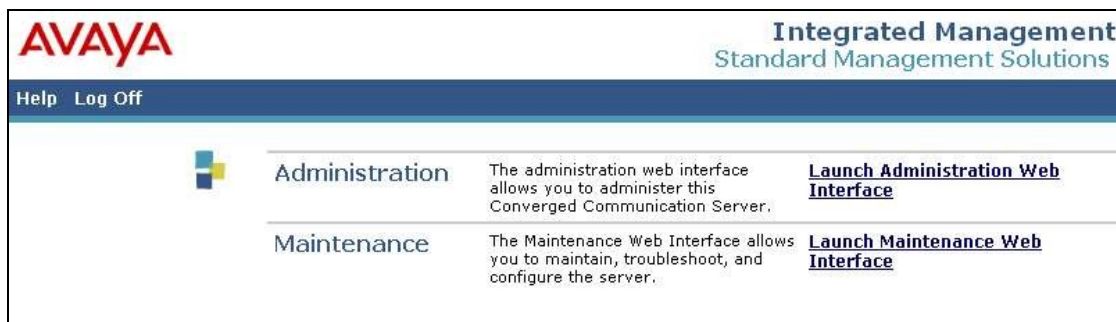 AVAYA
Integrated Management
Standard Management Solutions
Help Log Off
Administration
The administration web interface
allows you to administer this
Converged Communication Server.
Launch Administration Web
Interface
Maintenance
The Maintenance Web Interface allows
you to maintain, troubleshoot, and
configure the server.
Launch Maintenance Web
Interface